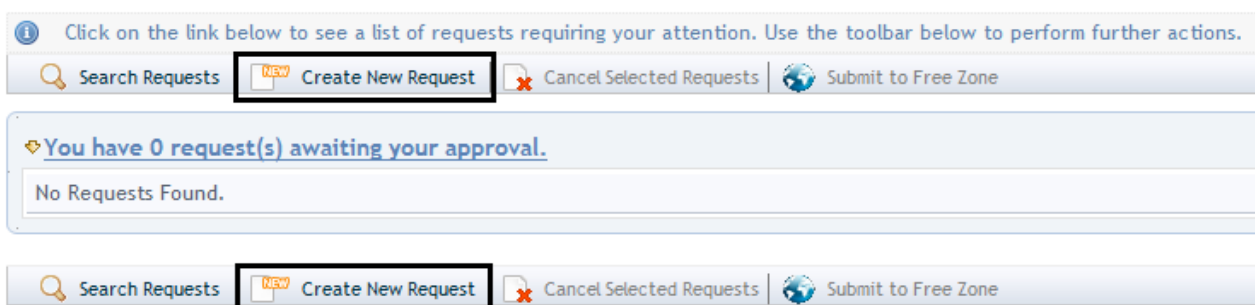 Click on the link below to see a list of requests requiring your attention. Use the toolbar below to perform further actions.
Search Requests NEW Create New Request Cancel Selected Requests Submit to Free Zone
You have 0 request(s) awaiting your approval.
No Requests Found.
Search Requests NEW Create New Request Cancel Selected Requests Submit to Free Zone